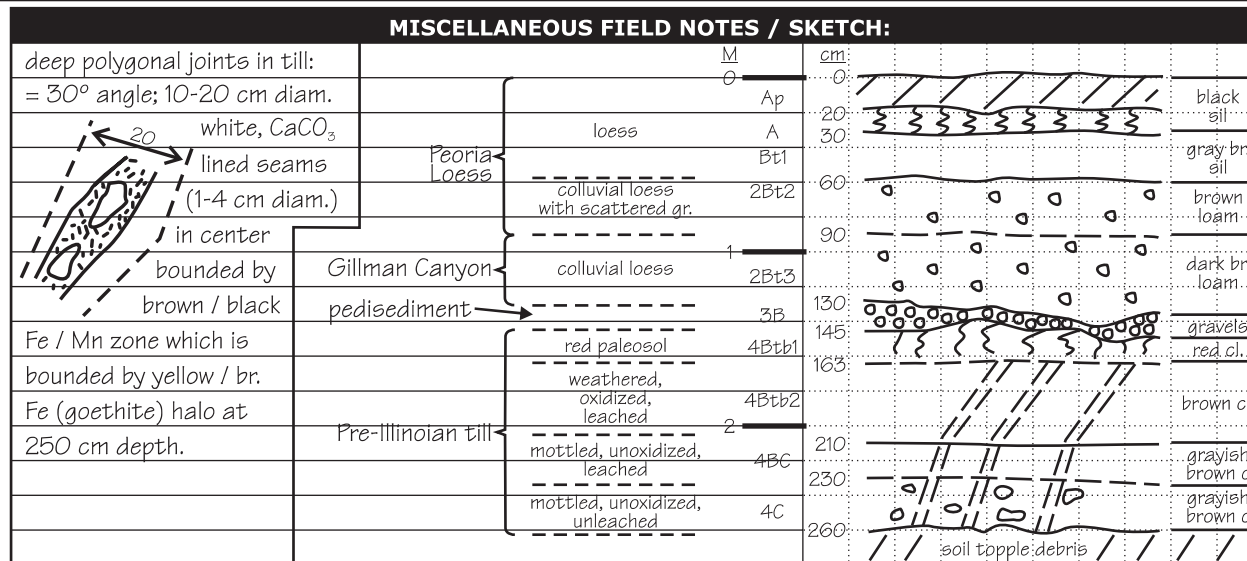 MISCELLANEOUS FIELD NOTES / SKETCH:
deep polygonal joints in till:
= 30° angle; 10-20 cm diam.
20
white, CaCO₃
lined seams
(1-4 cm diam.)
in center
bounded by
brown / black
Fe / Mn zone which is
bounded by yellow / br.
Fe (goethite) halo at
250 cm depth.
Peoria
Loess
Gillman Canyon
pedisediment
Pre-Illinoian till
loess
colluvial loess
with scattered gr.
colluvial loess
red paleosol
weathered,
oxidized,
leached
mottled, unoxidized,
leached
mottled, unoxidized,
unleached
M
0
1
2
Ap
A
Bt1
2Bt2
2Bt3
3B
4Btb1
4Btb2
4BC
4C
cm
0
20
30
60
90
130
145
163
210
230
260
soil topple debris
black
sil
gray br
sil
brown
loam
dark br
loam
gravels
red cl.
brown c
grayish
brown c
grayish
brown c